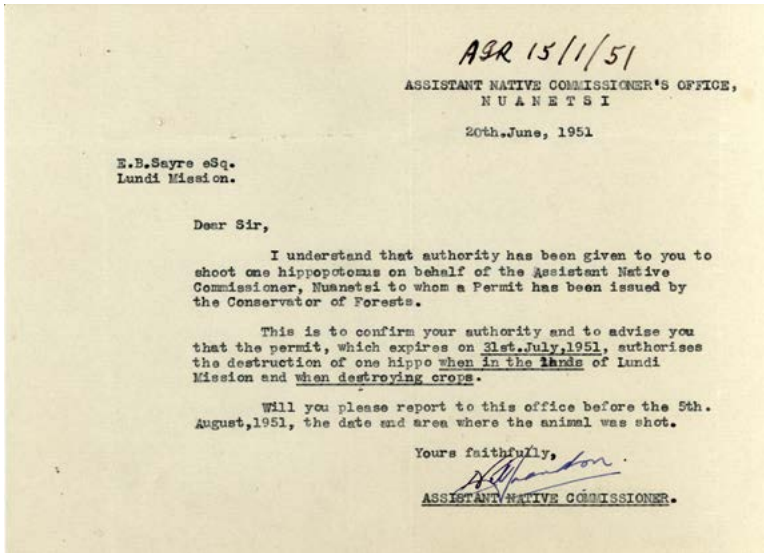 AGR 15/1/51
ASSISTANT NATIVE COMMISSIONER'S OFFICE,
NUANETSI
20th.June, 1951
E.B.Sayre eSq.
Lundi Mission.
Dear Sir,
I understand that authority has been given to you to
shoot one hippopotomus on behalf of the Assistant Native
Commissioner, Nuanetsi to whom a Permit has been issued by
the Conservator of Forests.
This is to confirm your authority and to advise you
that the permit, which expires on 31st.July,1951, authorises
the destruction of one hippo when in the lands of Lundi
Mission and when destroying crops.
Will you please report to this office before the 5th.
August,1951, the date and area where the animal was shot.
Yours faithfully,
ASSISTANT NATIVE COMMISSIONER.